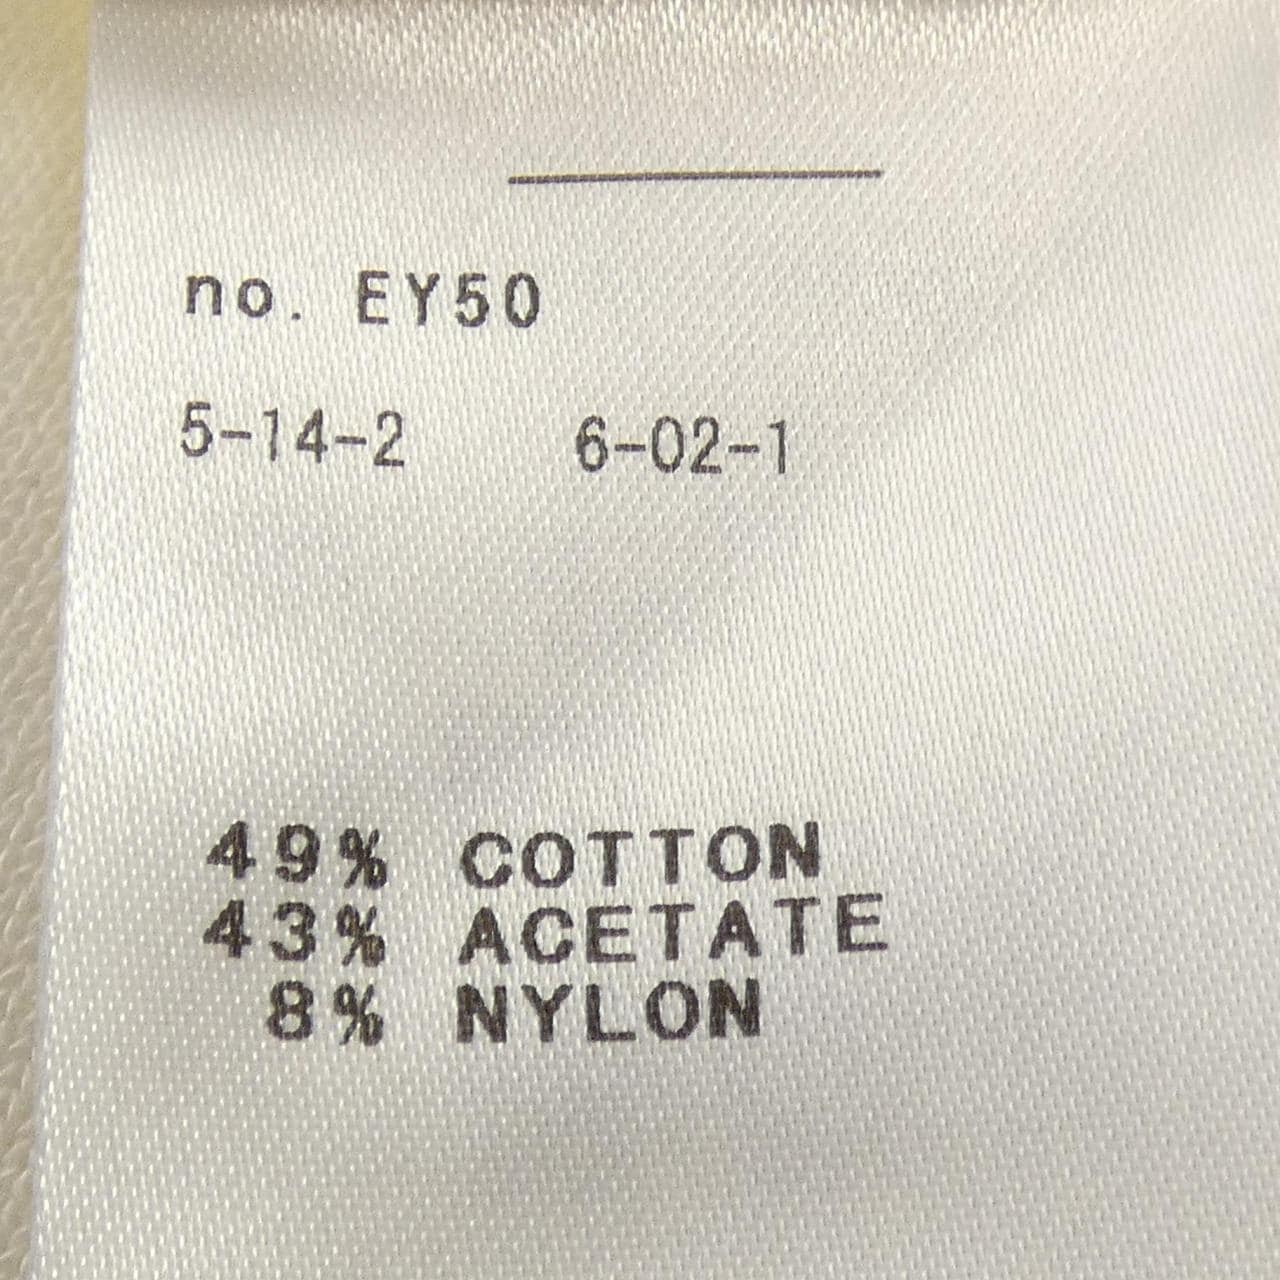 no. EY50
5-14-2 6-02-1
49% COTTON
43% ACETATE
8% NYLON